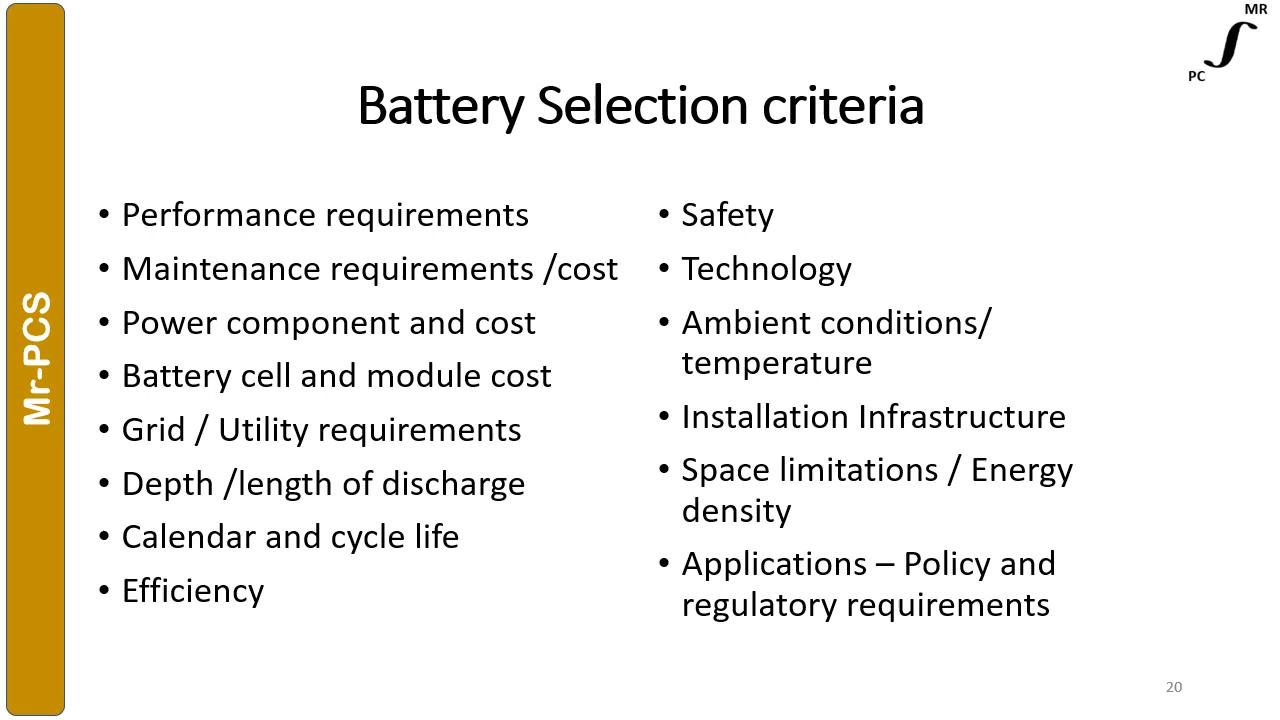 MR
PC
Battery Selection criteria
Mr-PCS
• Performance requirements
• Maintenance requirements /cost
• Power component and cost
• Battery cell and module cost
• Grid / Utility requirements
• Depth /length of discharge
• Calendar and cycle life
• Efficiency
• Safety
• Technology
• Ambient conditions/
temperature
• Installation Infrastructure
• Space limitations / Energy
density
• Applications – Policy and
regulatory requirements
20